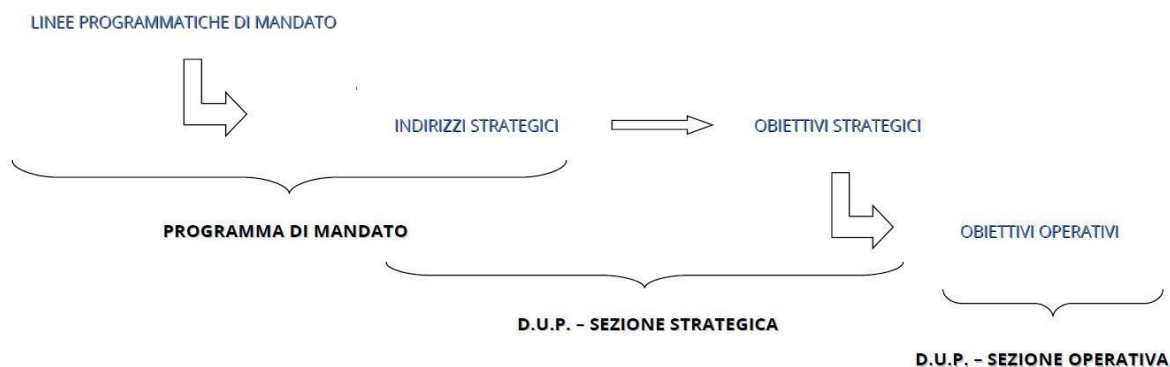 LINEE PROGRAMMATICHE DI MANDATO
INDIRIZZI STRATEGICI
OBIETTIVI STRATEGICI
PROGRAMMA DI MANDATO
OBIETTIVI OPERATIVI
D.U.P. – SEZIONE STRATEGICA
D.U.P. – SEZIONE OPERATIVA